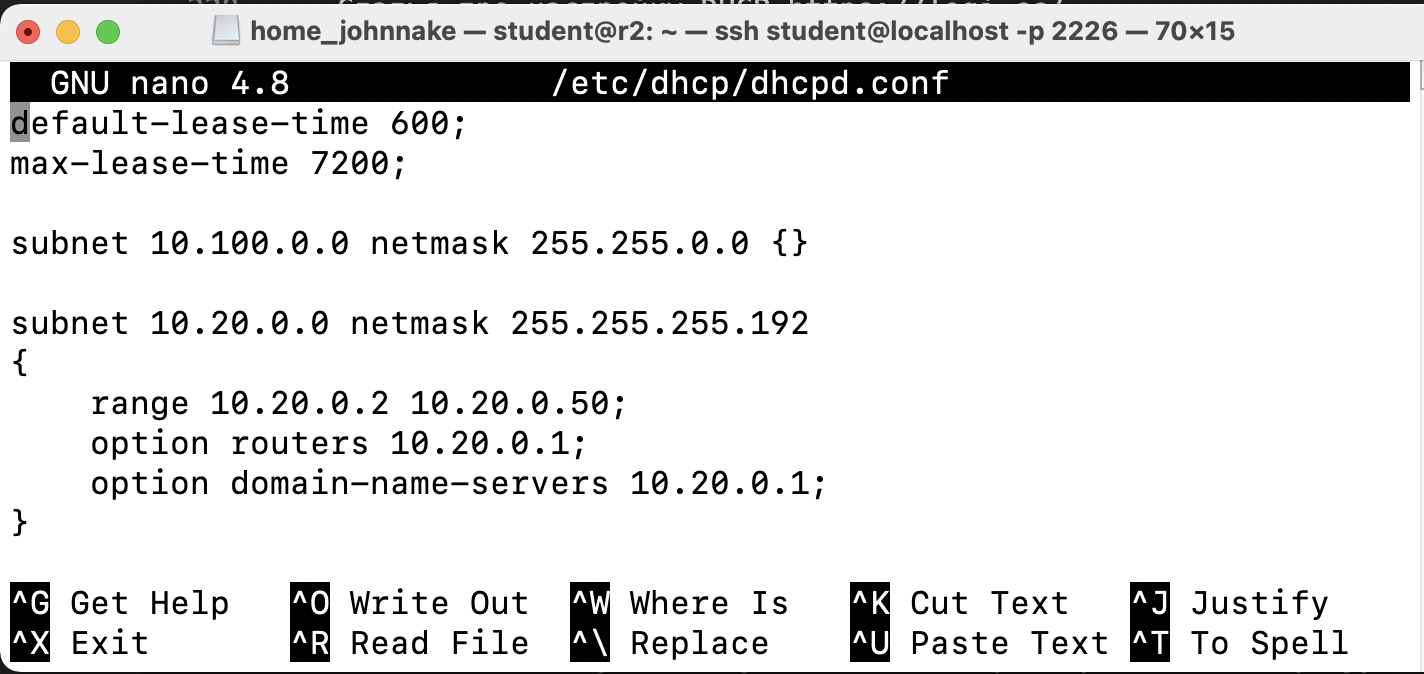 home_johnnake — student@r2: ~ — ssh student@localhost -p 2226 — 70×15
GNU nano 4.8 /etc/dhcp/dhcpd.conf
default-lease-time 600;
max-lease-time 7200;
subnet 10.100.0.0 netmask 255.255.0.0 {}
subnet 10.20.0.0 netmask 255.255.255.192
{
range 10.20.0.2 10.20.0.50;
option routers 10.20.0.1;
option domain-name-servers 10.20.0.1;
}
^G Get Help ^O Write Out ^W Where Is ^K Cut Text ^J Justify
^X Exit ^R Read File ^\ Replace ^U Paste Text ^T To Spell